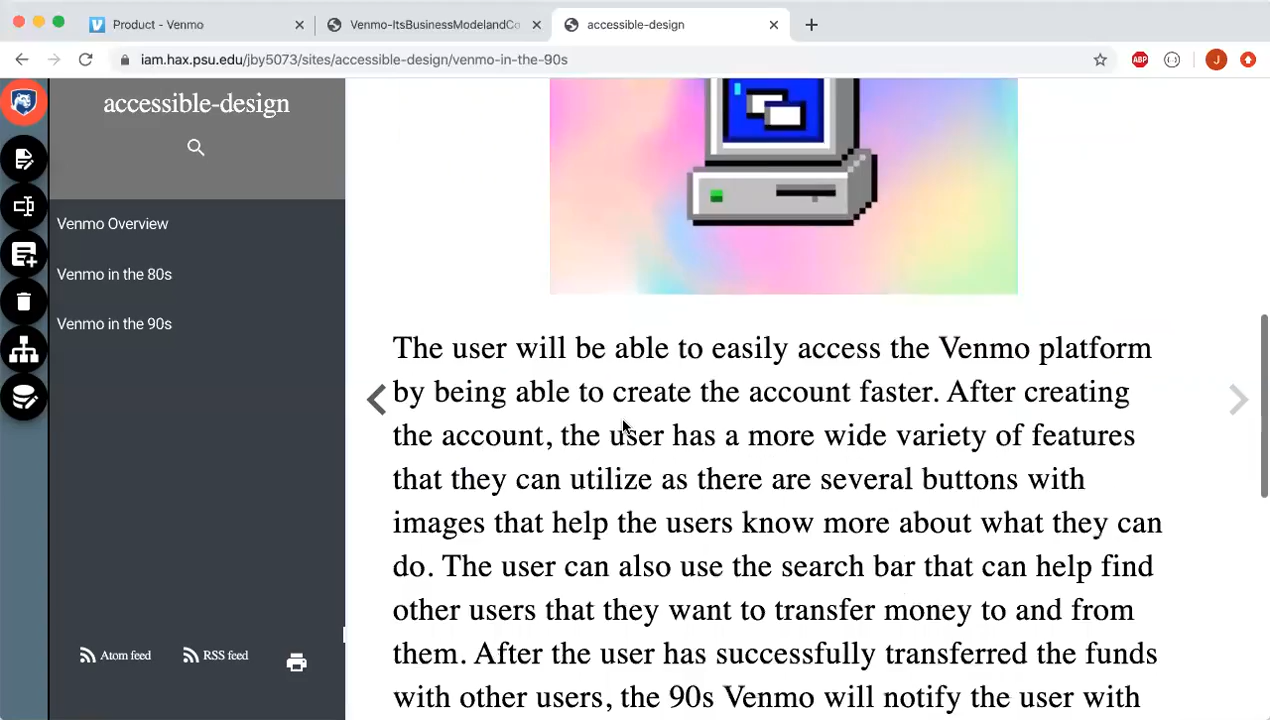 Product - Venmo
Venmo-ItsBusinessModelandCo
accessible-design
iam.hax.psu.edu/jby5073/sites/accessible-design/venmo-in-the-90s
ABP
J
accessible-design
Venmo Overview
Venmo in the 80s
Venmo in the 90s
Atom feed
RSS feed
The user will be able to easily access the Venmo platform
by being able to create the account faster. After creating
the account, the user has a more wide variety of features
that they can utilize as there are several buttons with
images that help the users know more about what they can
do. The user can also use the search bar that can help find
other users that they want to transfer money to and from
them. After the user has successfully transferred the funds
with other users, the 90s Venmo will notify the user with